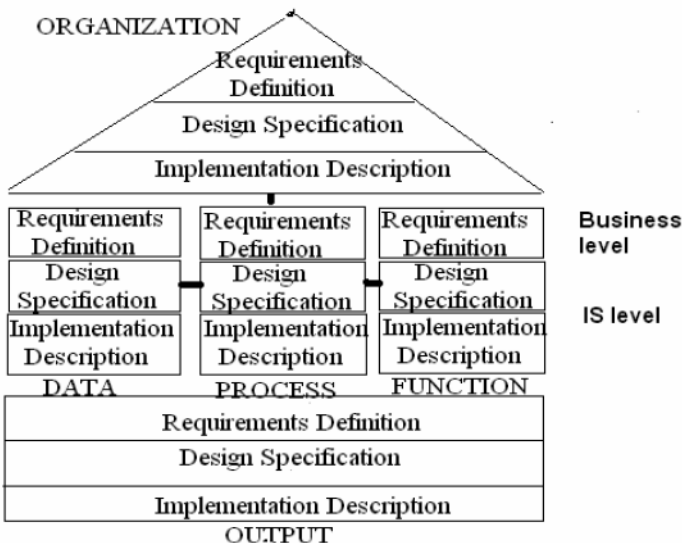 ORGANIZATION
Requirements
Definition
Design Specification
Implementation Description
Requirements
Definition
Design
Specification
Implementation
Description
DATA
Requirements
Definition
Design
Specification
Implementation
Description
PROCESS
Requirements
Definition
Design
Specification
Implementation
Description
FUNCTION
Business
level
IS level
Requirements Definition
Design Specification
Implementation Description
OUTPUT